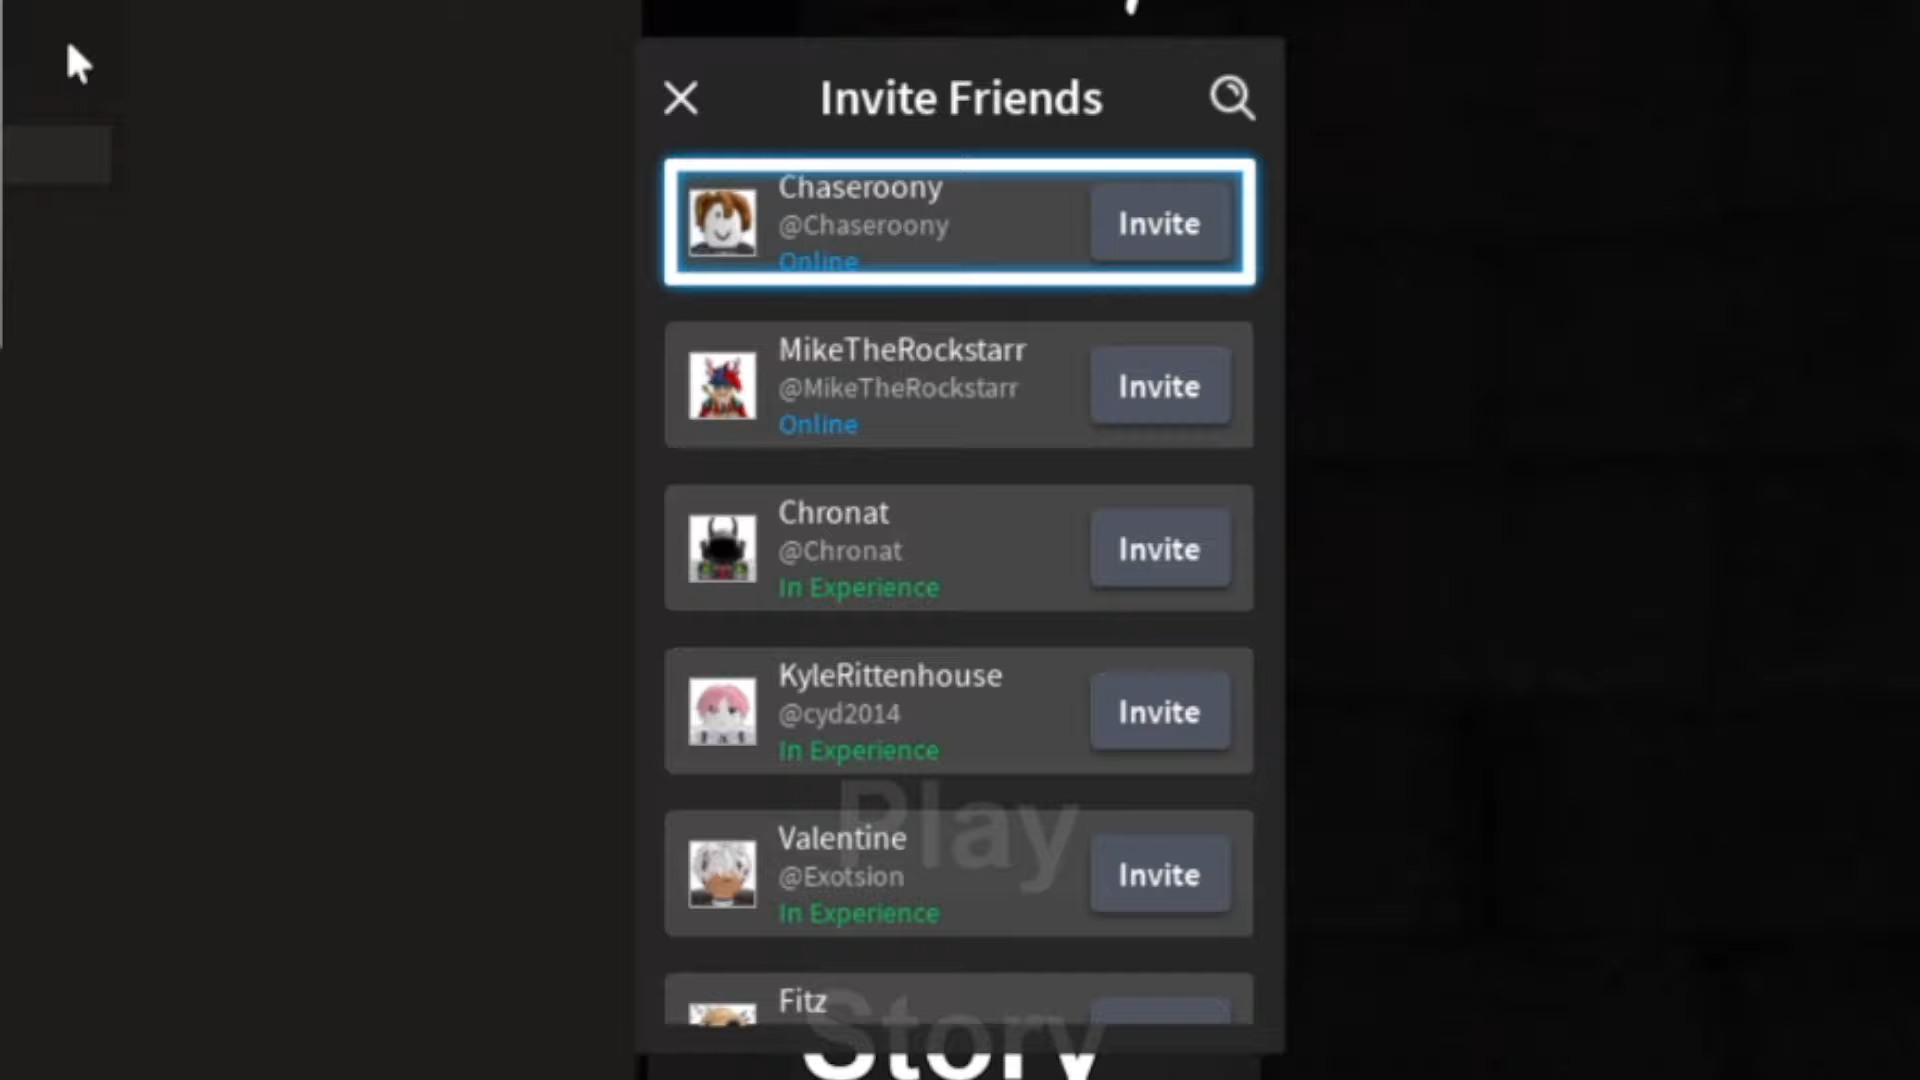 Invite Friends
Chaseroony
@Chaseroony
Online
Invite
MikeTheRockstarr
@MikeTheRockstarr
Online
Invite
Chronat
@Chronat
In Experience
Invite
KyleRittenhouse
@cyd2014
In Experience
Invite
Play
Valentine
@Exotsion
In Experience
Invite
Fitz
Story